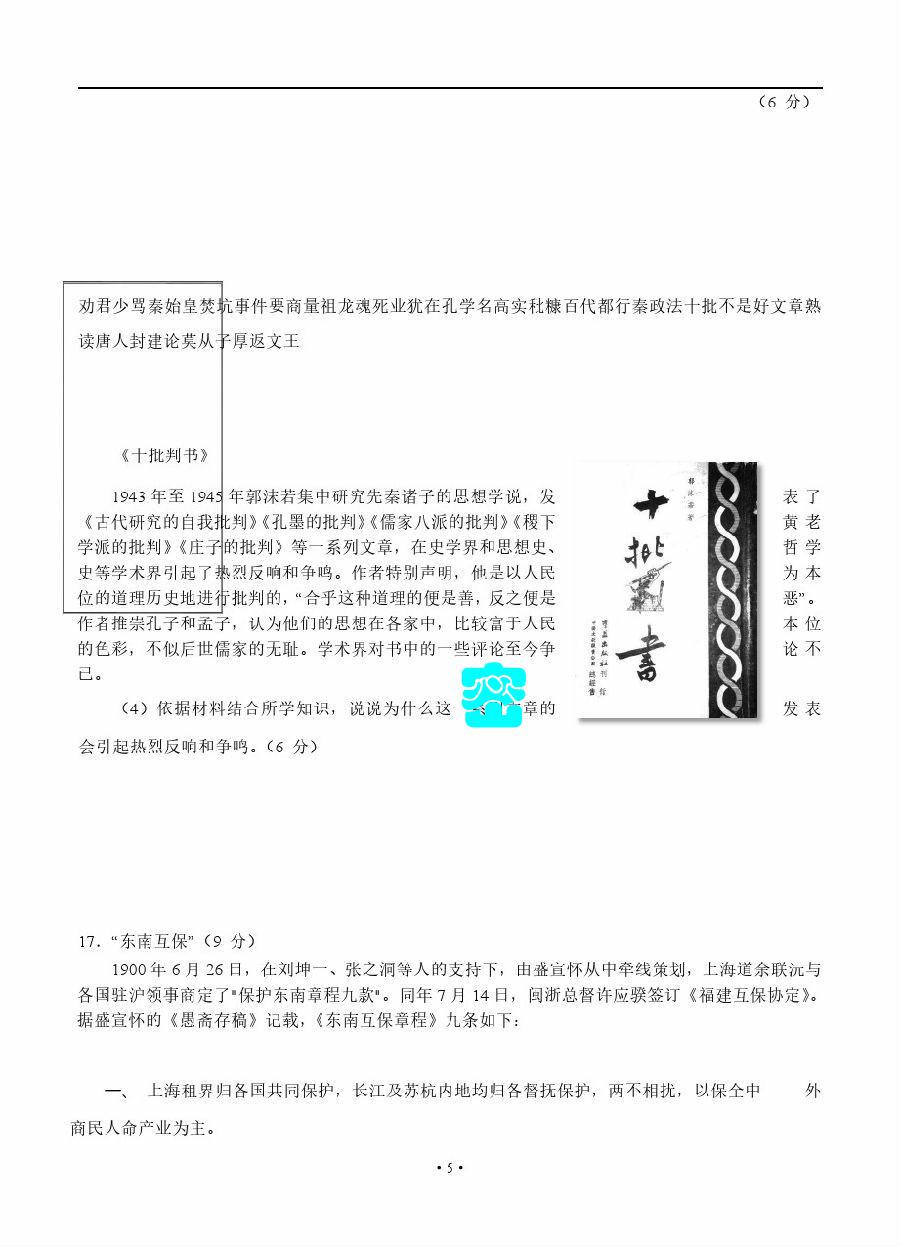 （6 分）
劝君少骂秦始皇焚坑事件要商量祖龙魂死业犹在孔学名高实秕糠百代都行秦政法十批不是好文章熟
读唐人封建论莫从子厚返文王
《十批判书》
1943 年至 1945 年郭沫若集中研究先秦诸子的思想学说，发 表 了
《古代研究的自我批判》《孔墨的批判》《儒家八派的批判》《稷下 黄 老
学派的批判》《庄子的批判》等一系列文章，在史学界和思想史、 哲 学
史等学术界引起了热烈反响和争鸣。作者特别声明，他是以人民 为 本
位的道理历史地进行批判的，“合乎这种道理的便是善，反之便是 恶”。
作者推崇孔子和孟子，认为他们的思想在各家中，比较富于人民 本 位
的色彩，不似后世儒家的无耻。学术界对书中的一些评论至今争 论 不
已。
十批
書
郭沫若著
（4）依据材料结合所学知识，说说为什么这 章的 发 表
会引起热烈反响和争鸣。（6 分）
17．“东南互保”（9 分）
1900 年 6 月 26 日，在刘坤一、张之洞等人的支持下，由盛宣怀从中牵线策划，上海道余联沅与
各国驻沪领事商定了"保护东南章程九款"。同年 7 月 14 日，闽浙总督许应骙签订《福建互保协定》。
据盛宣怀的《愚斋存稿》记载，《东南互保章程》九条如下：
一、 上海租界归各国共同保护，长江及苏杭内地均归各督抚保护，两不相扰，以保全中 外
商民人命产业为主。
• 5 •